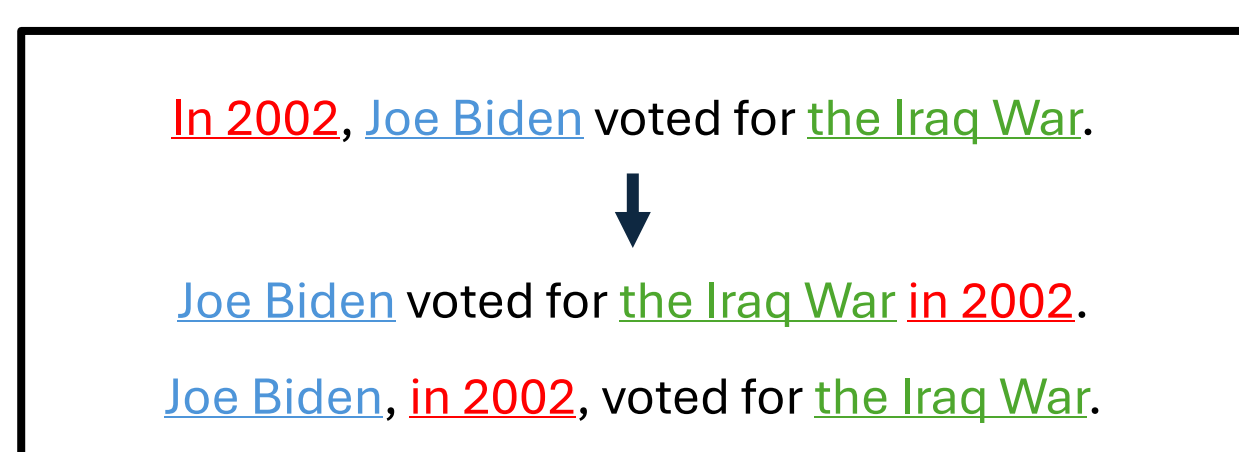 In 2002, Joe Biden voted for the Iraq War.
Joe Biden voted for the Iraq War in 2002.
Joe Biden, in 2002, voted for the Iraq War.